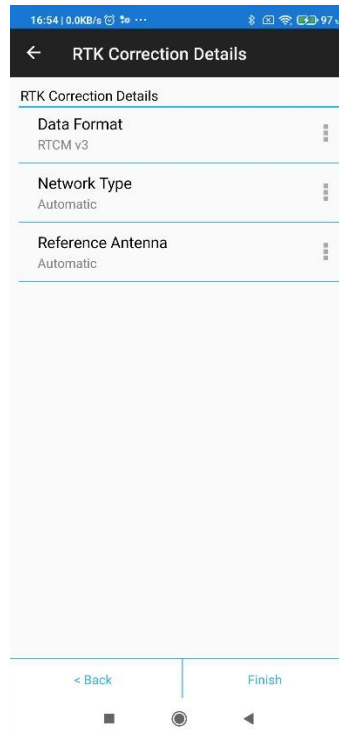 16:54 | 0.0KB/s ··· 97
← RTK Correction Details
RTK Correction Details
Data Format
RTCM v3
Network Type
Automatic
Reference Antenna
Automatic
< Back Finish